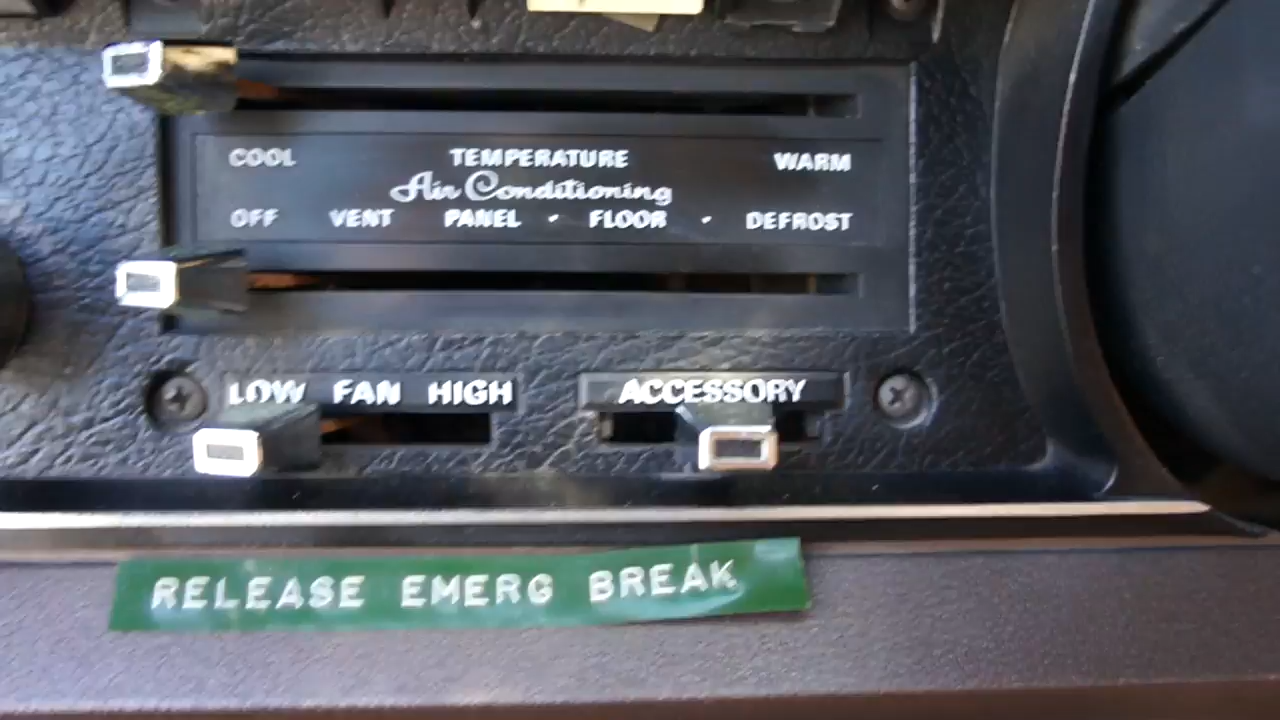 COOL TEMPERATURE WARM
Air Conditioning
OFF VENT PANEL · FLOOR · DEFROST
LOW FAN HIGH ACCESSORY
RELEASE EMERG BREAK